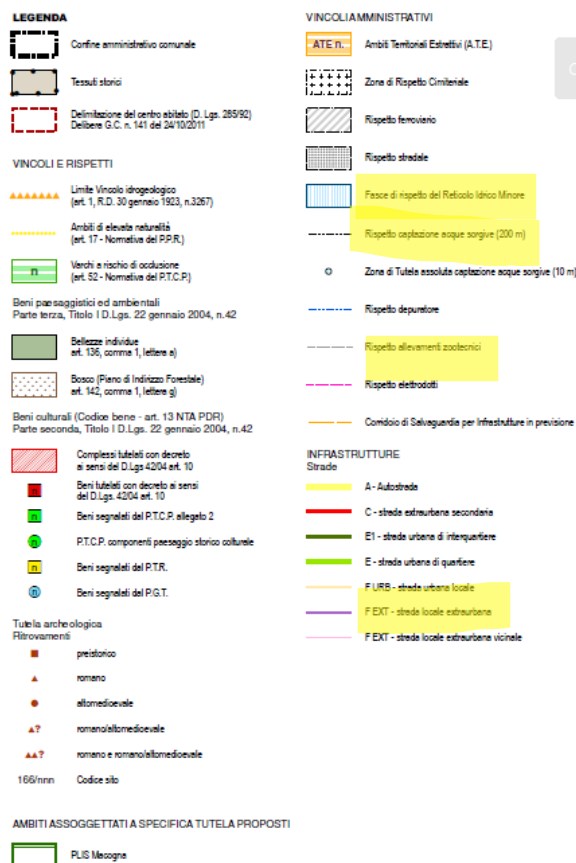 LEGENDA
Confine amministrativo comunale
Tessuti storici
Delimitazione del centro abitato (D. Lgs. 285/92)
Delibera G.C. n. 141 del 24/10/2011
VINCOLI E RISPETTI
Limite Vincolo idrogeologico
(art. 1, R.D. 30 gennaio 1923, n.3267)
Ambiti di elevata naturalità
(art. 17 - Normativa del P.P.R.)
n
Varchi a rischio di occlusione
(art. 52 - Normativa del P.T.C.P.)
Beni paesaggistici ed ambientali
Parte terza, Titolo I D.Lgs. 22 gennaio 2004, n.42
Bellezze individue
art. 136, comma 1, lettere a)
Bosco (Piano di Indirizzo Forestale)
art. 142, comma 1, lettere g)
Beni culturali (Codice bene - art. 13 NTA PDR)
Parte seconda, Titolo I D.Lgs. 22 gennaio 2004, n.42
Complessi tutelati con decreto
ai sensi del D.Lgs 42/04 art. 10
n
Beni tutelati con decreto ai sensi
del D.Lgs. 42/04 art. 10
n
Beni segnalati del P.T.C.P. allegato 2
n
P.T.C.P. componenti paesaggio storico colturale
n
Beni segnalati del P.T.R.
n
Beni segnalati del P.G.T.
Tutela archeologica
Ritrovamenti
preistorico
romano
altomedioevale
? romano/altomedioevale
? romano e romano/altomedioevale
166/nnn Codice sito
AMBITI ASSOGGETTATI A SPECIFICA TUTELA PROPOSTI
PLIS Macogna
VINCOLI AMMINISTRATIVI
ATE n. Ambiti Territoriali Estrattivi (A.T.E.)
Zona di Rispetto Cimiteriale
Rispetto ferroviario
Rispetto stradale
Fasce di rispetto del Reticolo Idrico Minore
Rispetto captazione acque sorgive (200 m)
Zona di Tutela assoluta captazione acque sorgive (10 m)
Rispetto depuratore
Rispetto allevamenti zootecnici
Rispetto elettrodotti
Corridoio di Salvaguardia per Infrastrutture in previsione
INFRASTRUTTURE
Strade
A - Autostrada
C - strada extraurbana secondaria
E1 - strada urbana di interquartiere
E - strada urbana di quartiere
F URB - strada urbana locale
F EXT - strada locale extraurbana
F EXT - strada locale extraurbana vicinale